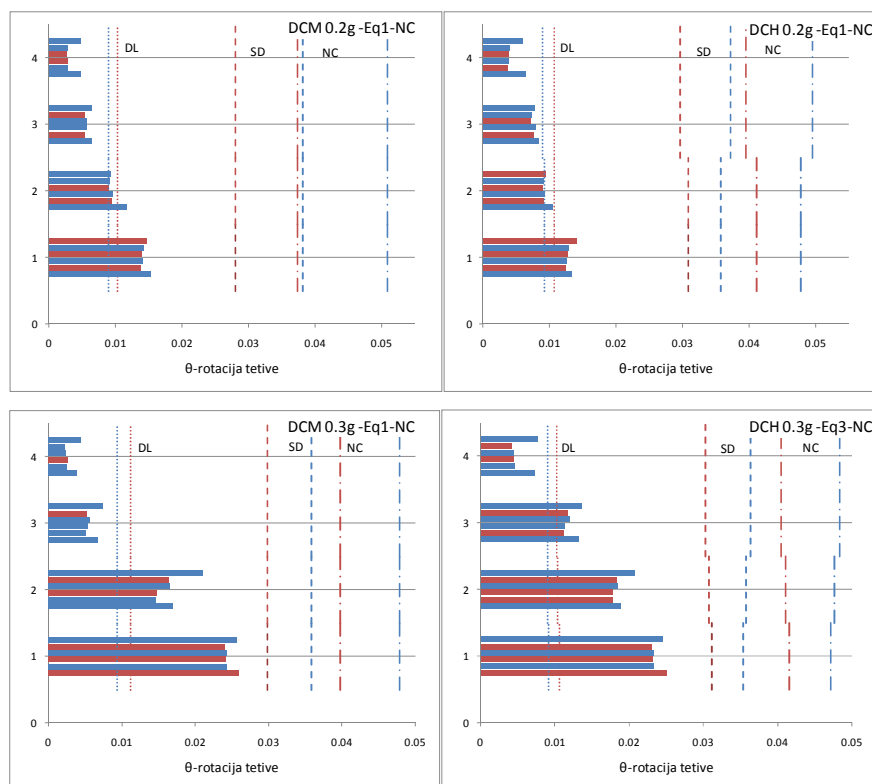 DCM 0.2g -Eq1-NC
DL
SD
NC
4
3
2
1
0
0
0.01
0.02
0.03
0.04
0.05
θ-rotacija tetive
DCH 0.2g -Eq1-NC
DL
SD
NC
4
3
2
1
0
0
0.01
0.02
0.03
0.04
0.05
θ-rotacija tetive
DCM 0.3g -Eq1-NC
DL
SD
NC
4
3
2
1
0
0
0.01
0.02
0.03
0.04
0.05
θ-rotacija tetive
DCH 0.3g -Eq3-NC
DL
SD
NC
4
3
2
1
0
0
0.01
0.02
0.03
0.04
0.05
θ-rotacija tetive